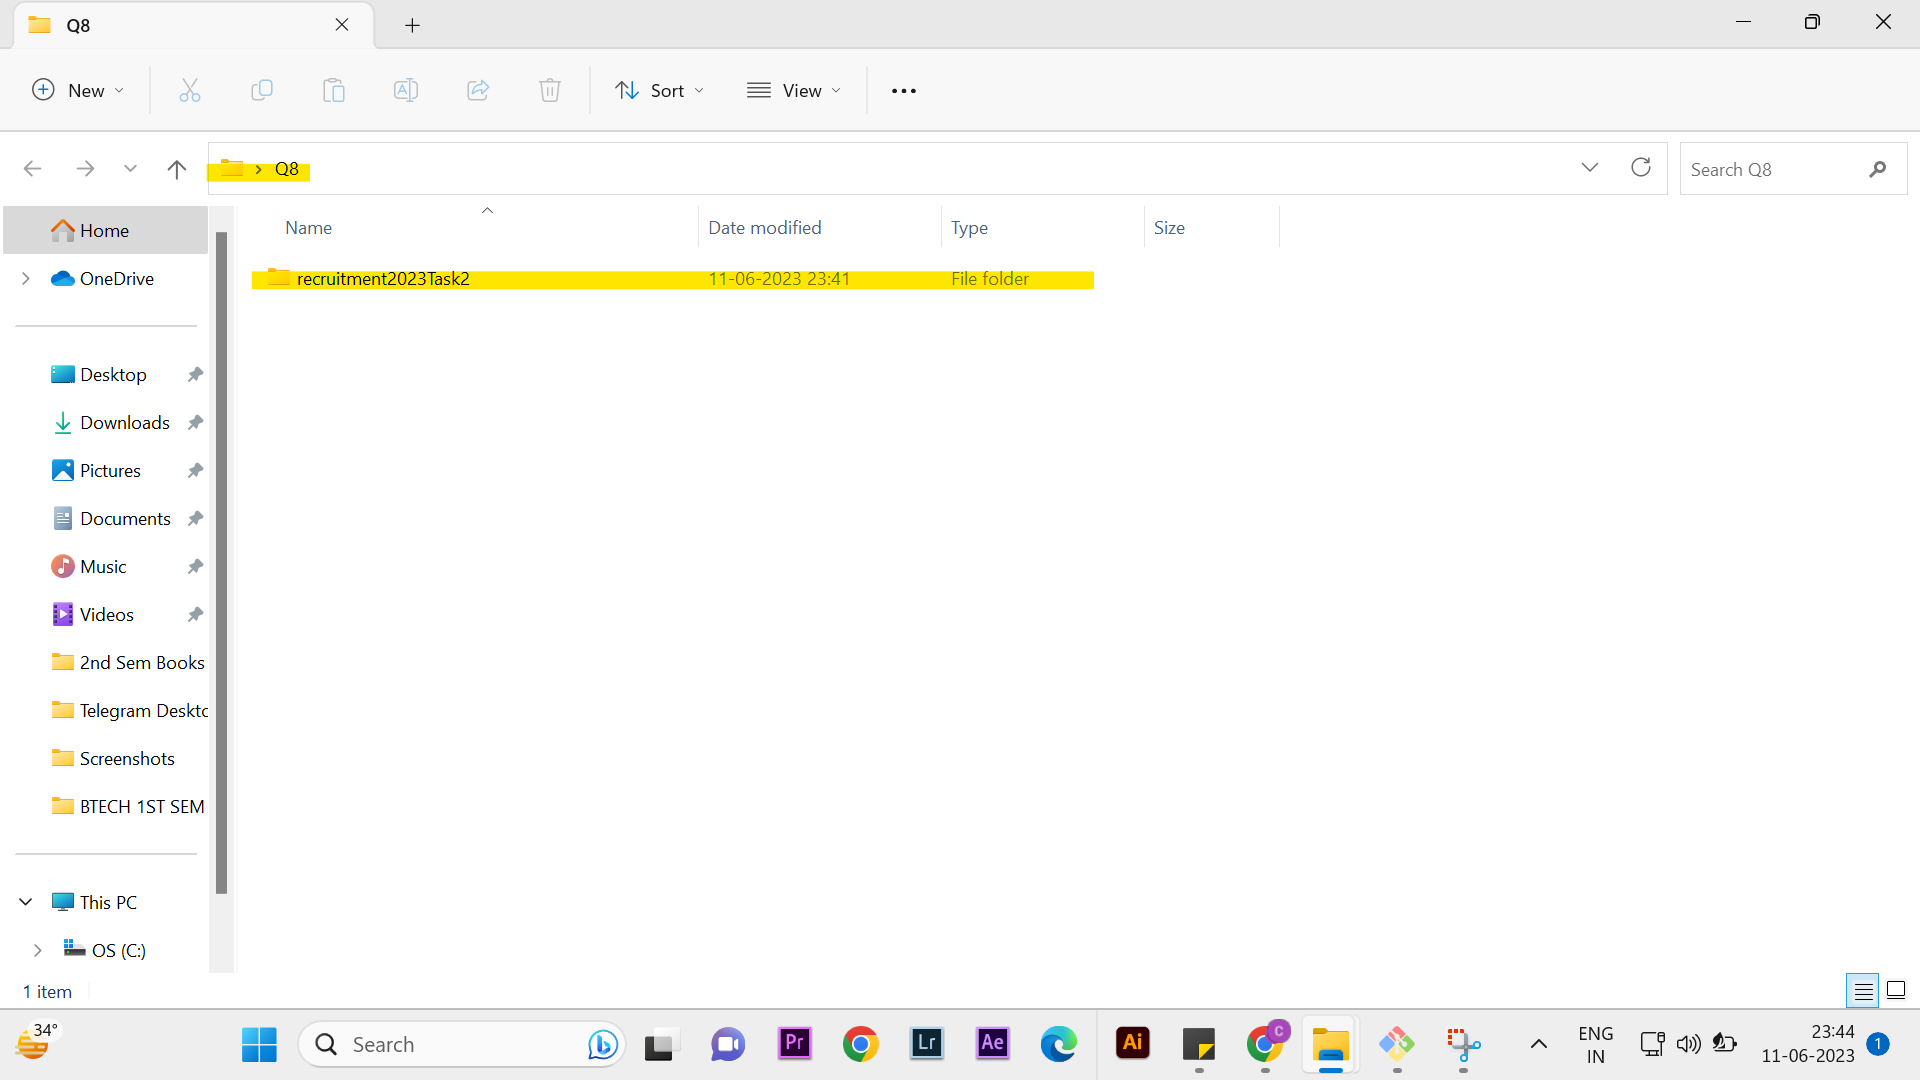 Q8
New
Sort
View
Q8
Search Q8
Name
Date modified
Type
Size
recruitment2023Task2
11-06-2023 23:41
File folder
Home
OneDrive
Desktop
Downloads
Pictures
Documents
Music
Videos
2nd Sem Books
Telegram Deskto
Screenshots
BTECH 1ST SEM
This PC
OS (C:)
1 item
34°
Search
Pr
Lr
Ae
Ai
C
ENG
IN
23:44
11-06-2023
1